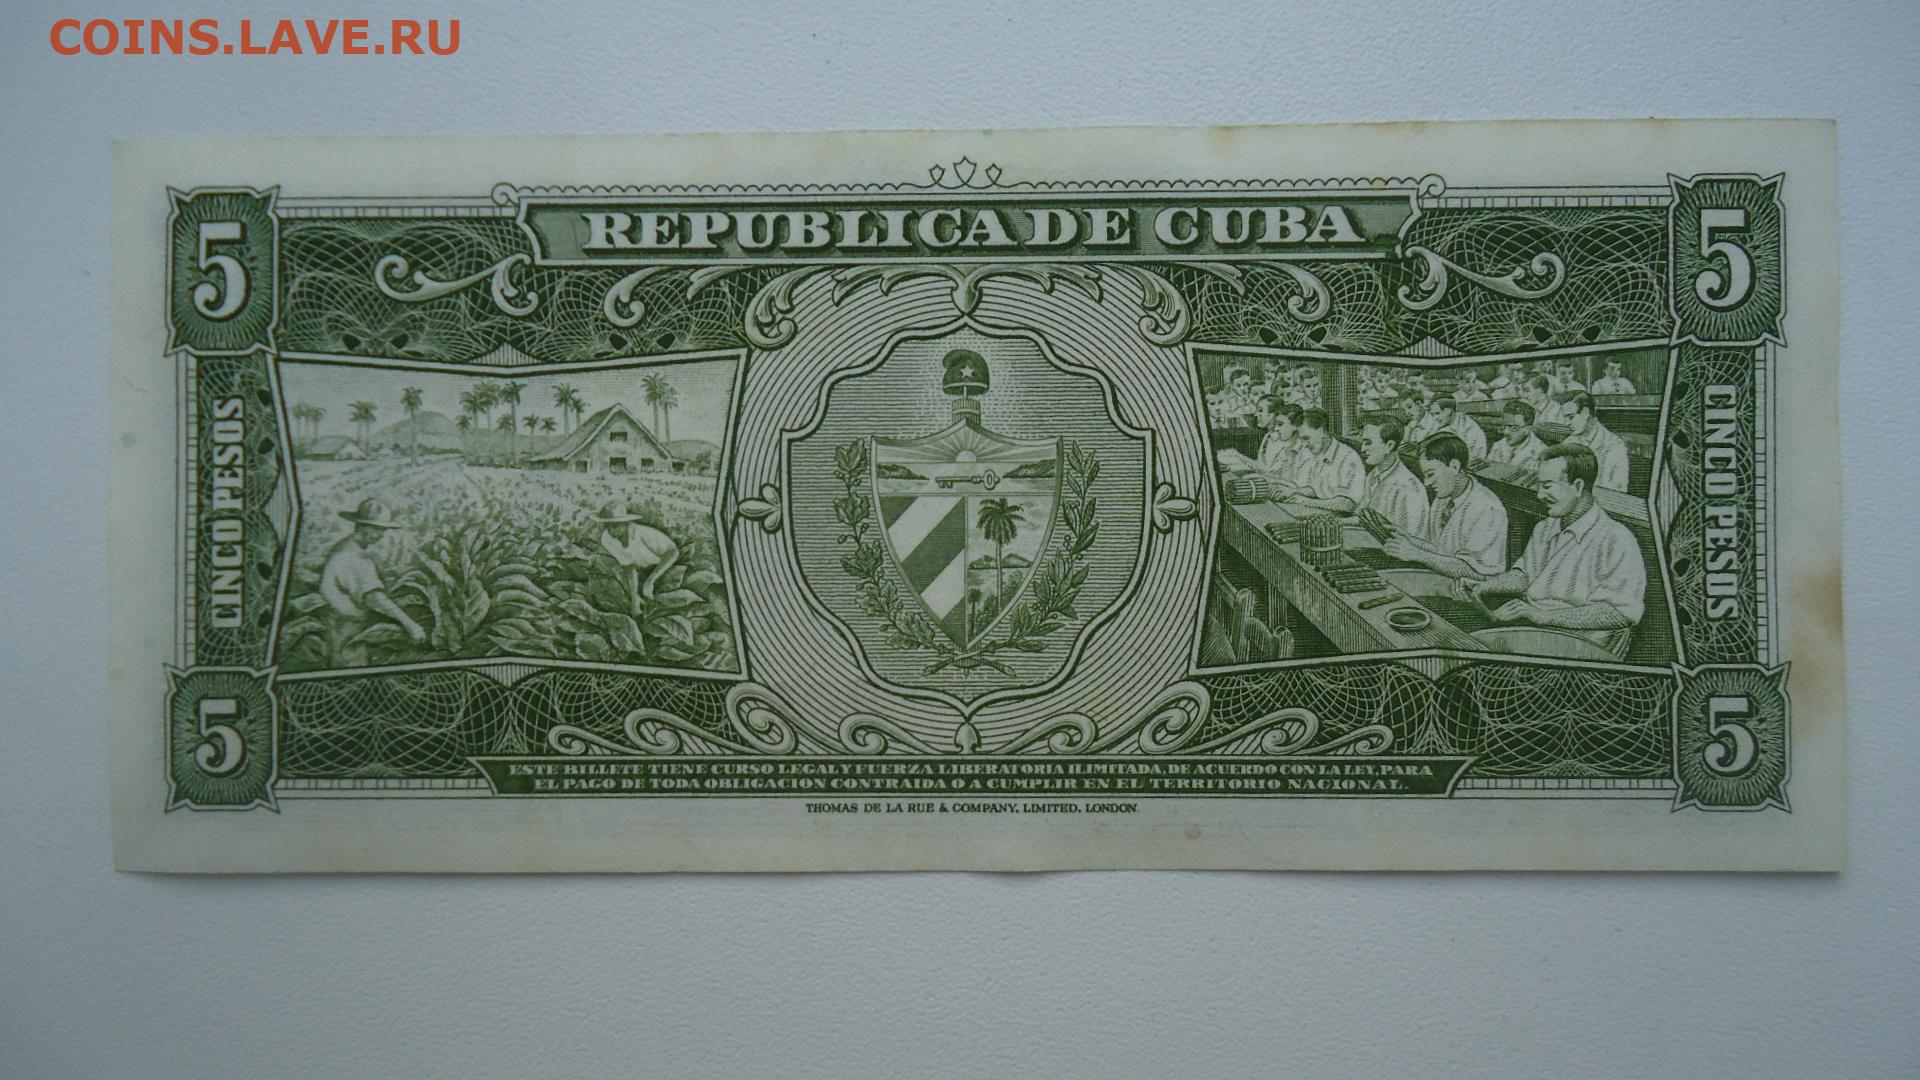 COINS.LAVE.RU
REPUBLICA DE CUBA
5
5
CINCO PESOS
CINCO PESOS
5
5
ESTE BILLETE TIENE CURSO LEGAL Y FUERZA LIBERATORIA ILIMITADA, DE ACUERDO CON LA LEY, PARA
EL PAGO DE TODA OBLIGACION CONTRAIDA O A CUMPLIR EN EL TERRITORIO NACIONAL.
THOMAS DE LA RUE & COMPANY, LIMITED, LONDON.